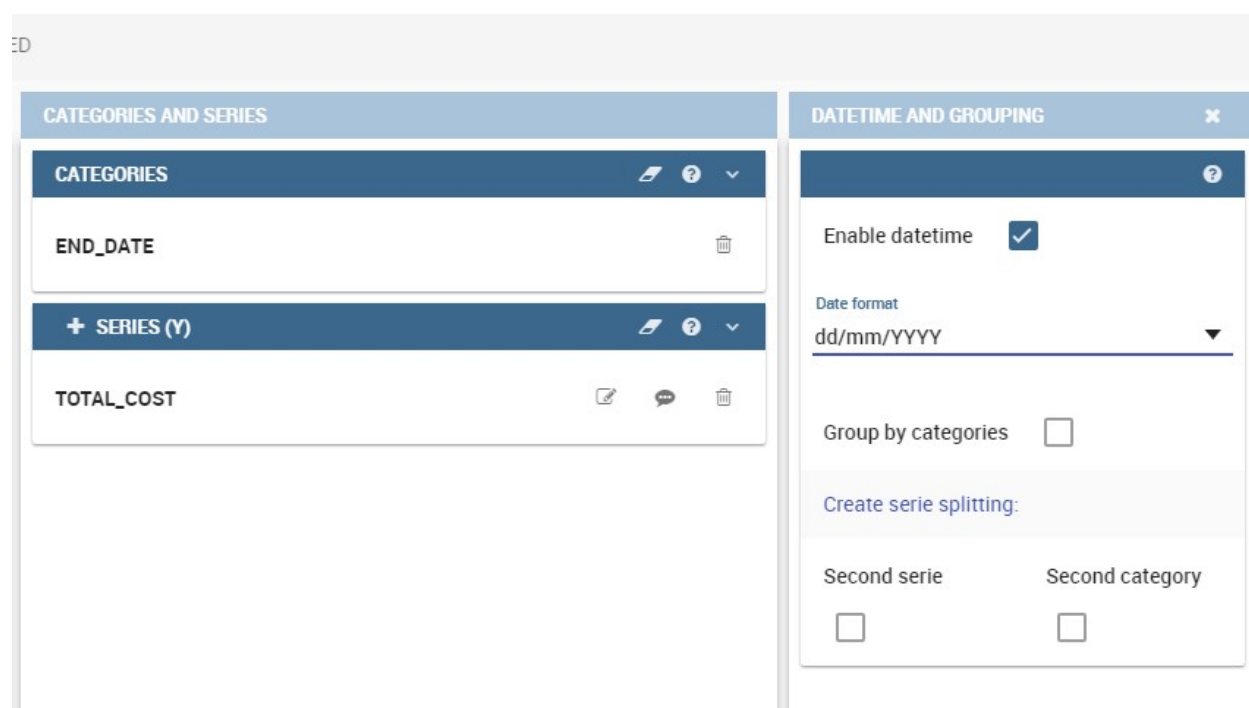 ED
CATEGORIES AND SERIES
CATEGORIES
END_DATE
SERIES (Y)
TOTAL_COST
DATETIME AND GROUPING
Enable datetime
Date format
dd/mm/YYYY
Group by categories
Create serie splitting:
Second serie Second category